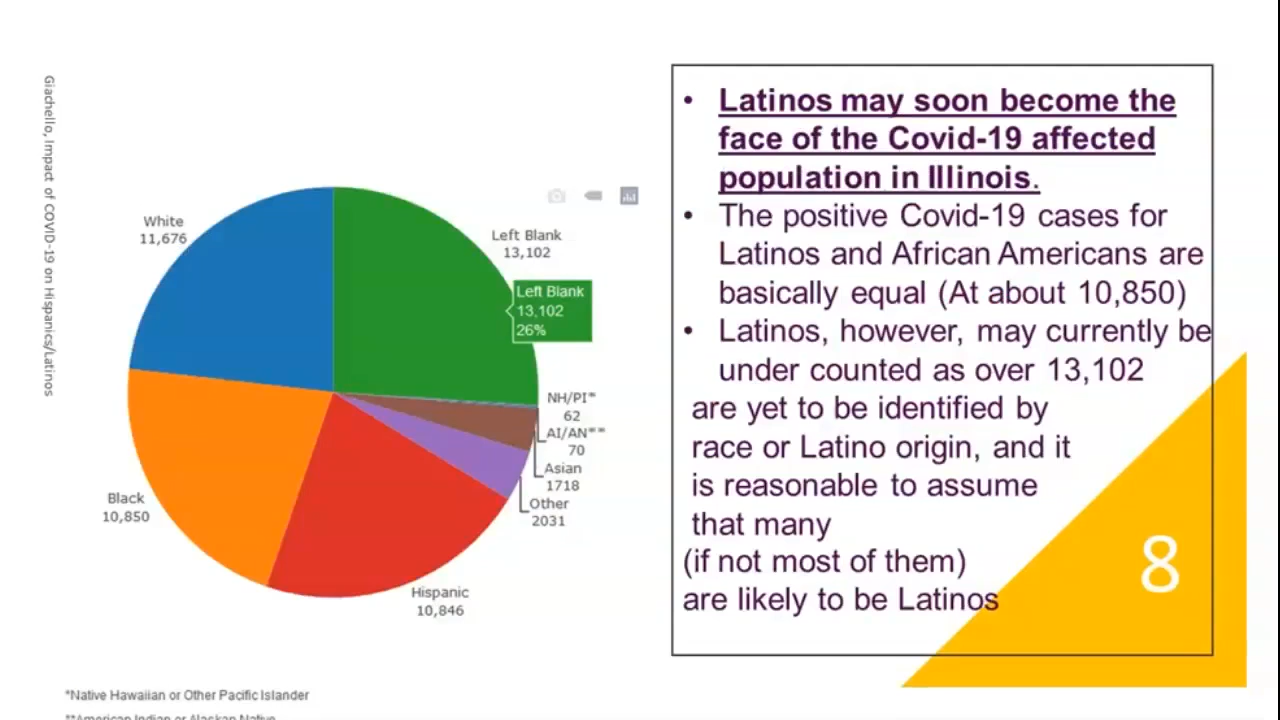 Giachello, Impact of COVID-19 on Hispanics/Latinos
White
11,676
Left Blank
13,102
Left Blank
13,102
26%
NH/PI*
62
AI/AN**
70
Asian
1718
Other
2031
Black
10,850
Hispanic
10,846
*Native Hawaiian or Other Pacific Islander
**American Indian or Alaskan Native
• Latinos may soon become the
face of the Covid-19 affected
population in Illinois.
• The positive Covid-19 cases for
Latinos and African Americans are
basically equal (At about 10,850)
• Latinos, however, may currently be
under counted as over 13,102
are yet to be identified by
race or Latino origin, and it
is reasonable to assume
that many
(if not most of them)
are likely to be Latinos
8